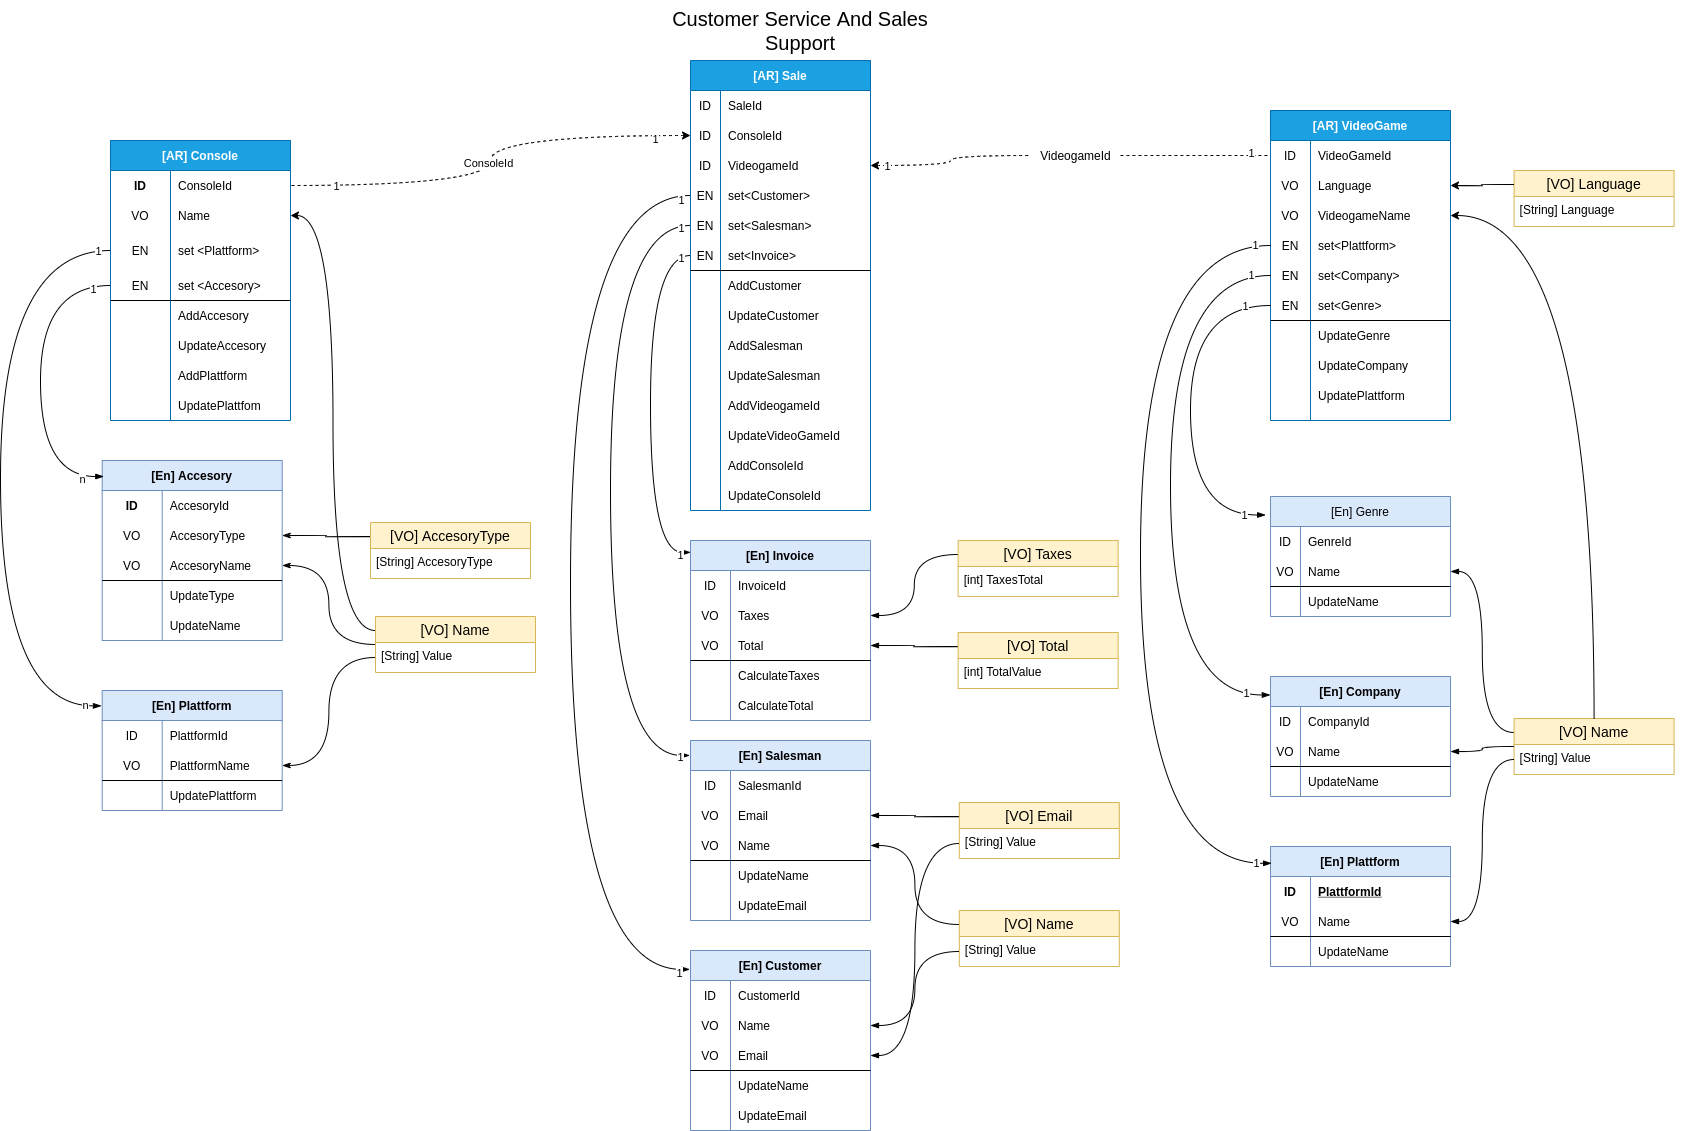 Customer Service And Sales
Support
[AR] Console
ID ConsoleId
VO Name
EN set <Plattform>
EN set <Accesory>
AddAccesory
UpdateAccesory
AddPlattform
UpdatePlattfom
1
1
1
ConsoleId
1
n
n
[En] Accesory
ID AccesoryId
VO AccesoryType
VO AccesoryName
UpdateType
UpdateName
[VO] AccesoryType
[String] AccesoryType
[VO] Name
[String] Value
[En] Plattform
ID PlattformId
VO PlattformName
UpdatePlattform
[AR] Sale
ID SaleId
ID ConsoleId
ID VideogameId
EN set<Customer>
EN set<Salesman>
EN set<Invoice>
AddCustomer
UpdateCustomer
AddSalesman
UpdateSalesman
AddVideogameId
UpdateVideoGameId
AddConsoleId
UpdateConsoleId
1
1
1
1
VideogameId
1
1
1
1
[En] Invoice
ID InvoiceId
VO Taxes
VO Total
CalculateTaxes
CalculateTotal
[VO] Taxes
[int] TaxesTotal
[VO] Total
[int] TotalValue
[En] Salesman
ID SalesmanId
VO Email
VO Name
UpdateName
UpdateEmail
[VO] Email
[String] Value
[VO] Name
[String] Value
[En] Customer
ID CustomerId
VO Name
VO Email
UpdateName
UpdateEmail
[AR] VideoGame
ID VideoGameId
VO Language
VO VideogameName
EN set<Plattform>
EN set<Company>
EN set<Genre>
UpdateGenre
UpdateCompany
UpdatePlattform
1
1
1
1
1
1
[VO] Language
[String] Language
[En] Genre
ID GenreId
VO Name
UpdateName
[En] Company
ID CompanyId
VO Name
UpdateName
[VO] Name
[String] Value
[En] Plattform
ID PlattformId
VO Name
UpdateName